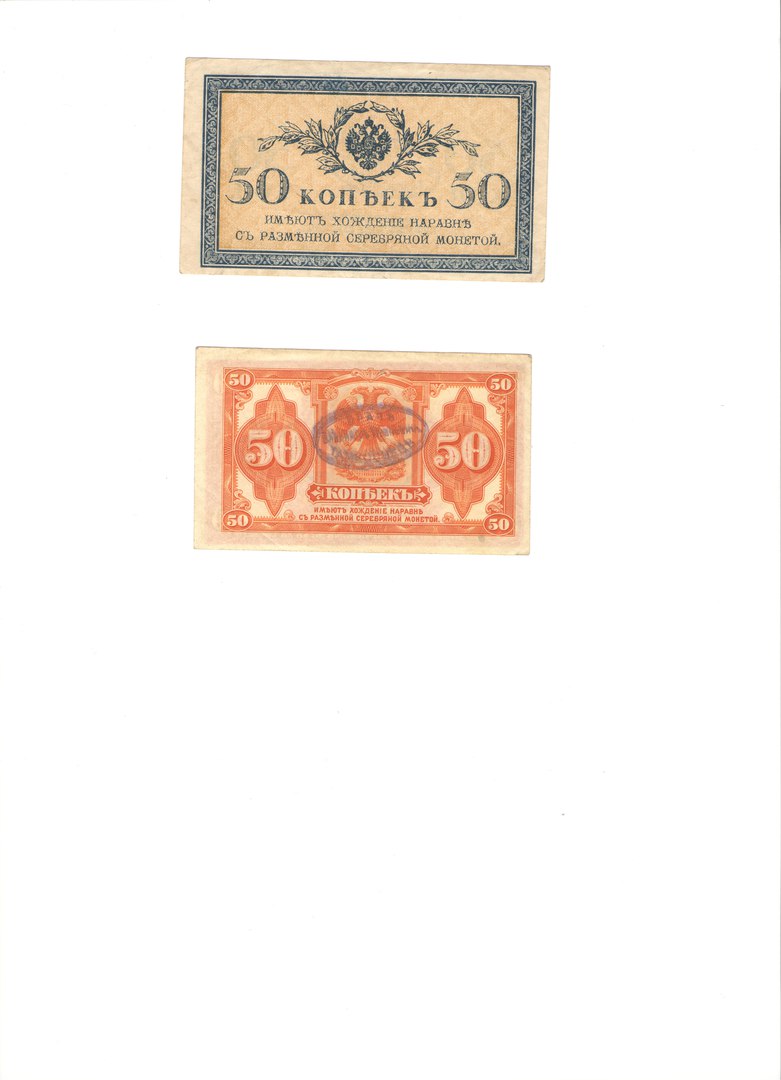 50 КОПѢЕКЪ 50
ИМѢЮТЪ ХОЖДЕНІЕ НАРАВНѢ
СЪ РАЗМѢННОЙ СЕРЕБРЯНОЙ МОНЕТОЙ.
50 50
50 50
КОПѢЕКЪ
ИМѢЮТЪ ХОЖДЕНІЕ НАРАВНѢ
СЪ РАЗМѢННОЙ СЕРЕБРЯНОЙ МОНЕТОЙ.
50 50